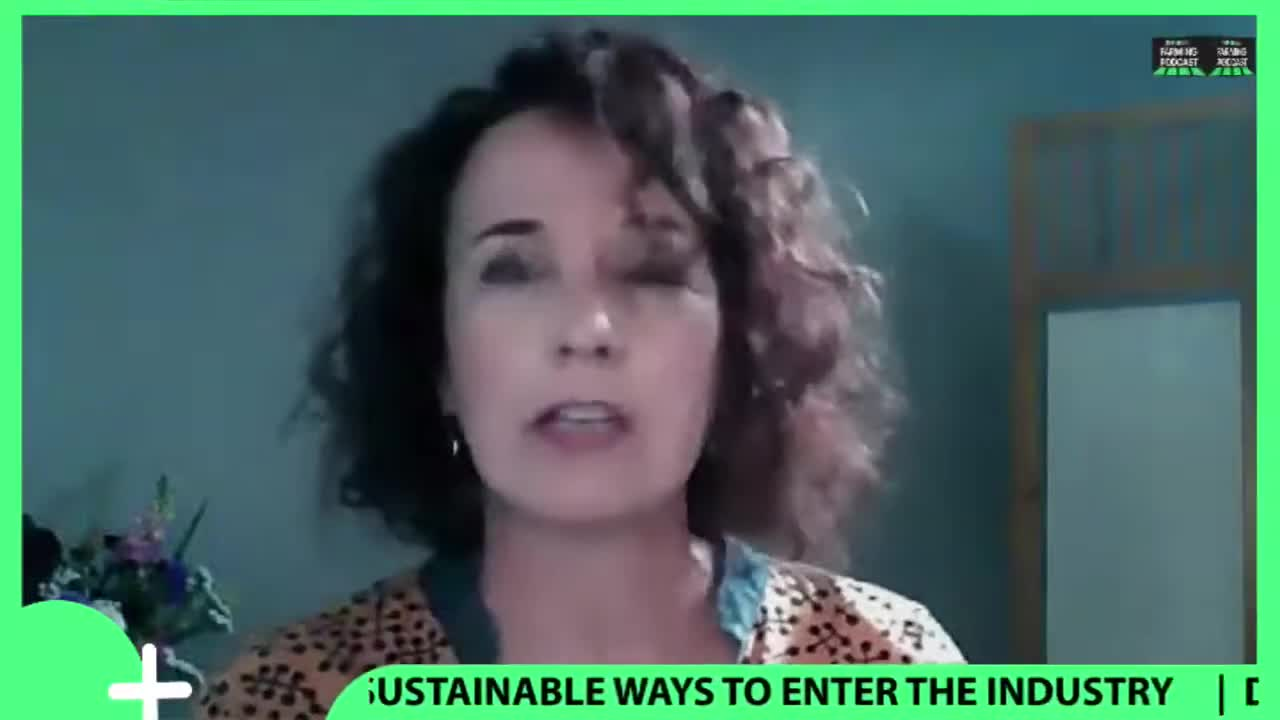 FARMING
PODCAST
FARMING
PODCAST
SUSTAINABLE WAYS TO ENTER THE INDUSTRY |